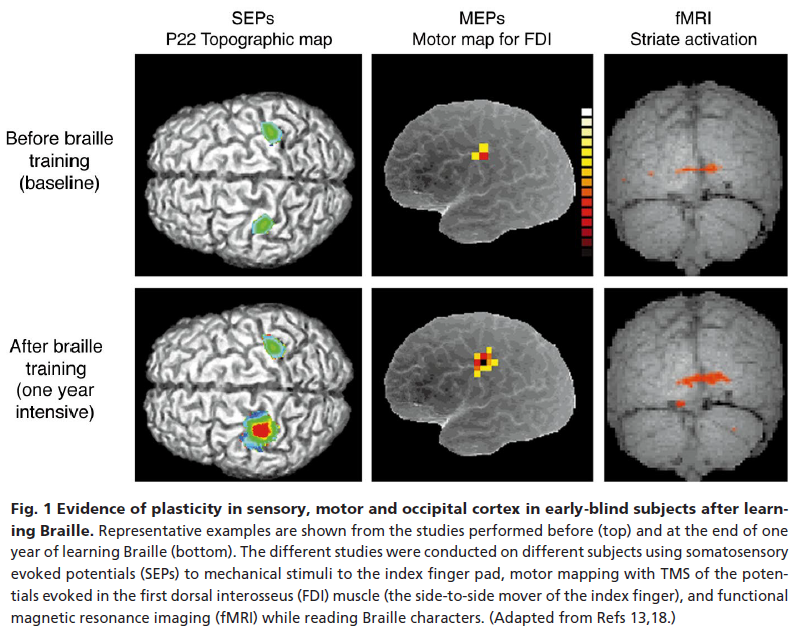 SEPs
P22 Topographic map
MEPs
Motor map for FDI
fMRI
Striate activation
Before braille
training
(baseline)
After braille
training
(one year
intensive)
Fig. 1 Evidence of plasticity in sensory, motor and occipital cortex in early-blind subjects after learn-
ing Braille. Representative examples are shown from the studies performed before (top) and at the end of one
year of learning Braille (bottom). The different studies were conducted on different subjects using somatosensory
evoked potentials (SEPs) to mechanical stimuli to the index finger pad, motor mapping with TMS of the poten-
tials evoked in the first dorsal interosseus (FDI) muscle (the side-to-side mover of the index finger), and functional
magnetic resonance imaging (fMRI) while reading Braille characters. (Adapted from Refs 13,18.)